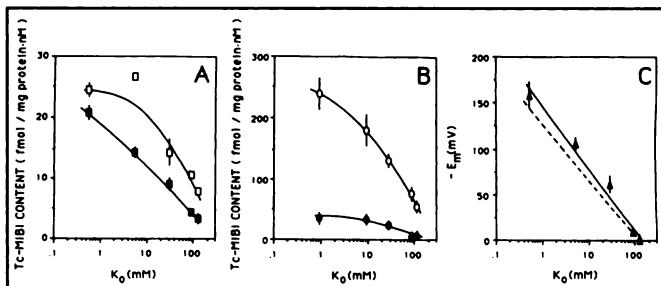 A
Tc-MIBI CONTENT ( fmol / mg protein·nM)
30
20
10
0
.1
1
10
100
K₀(mM)
B
Tc-MIBI CONTENT ( fmol / mg protein·nM)
300
200
100
0
.1
1
10
100
K₀(mM)
C
- Eₘ(mV)
200
150
100
50
0
.1
1
10
100
K₀(mM)